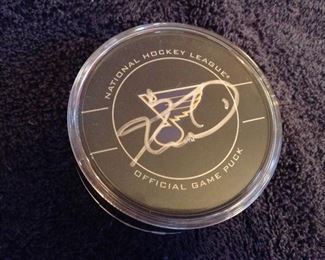 NATIONAL HOCKEY LEAGUE®
OFFICIAL GAME PUCK